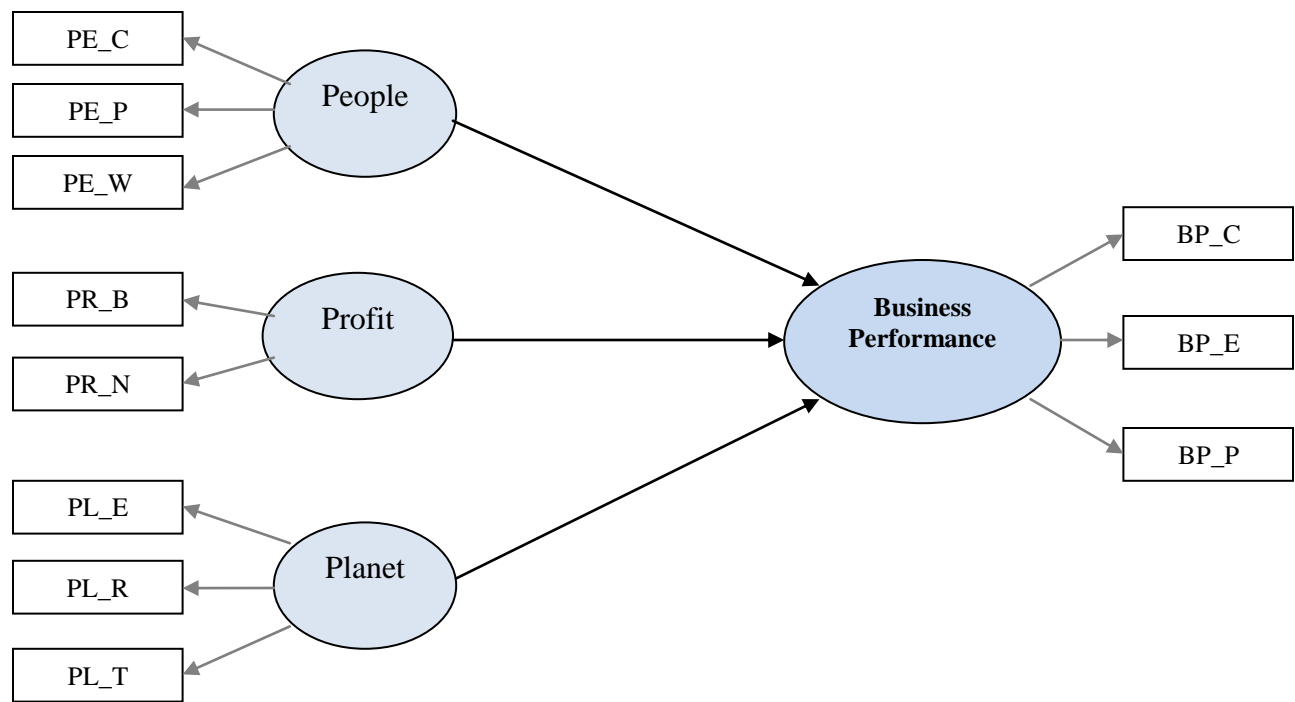 PE_C
PE_P
PE_W
People
PR_B
PR_N
Profit
PL_E
PL_R
PL_T
Planet
Business
Performance
BP_C
BP_E
BP_P